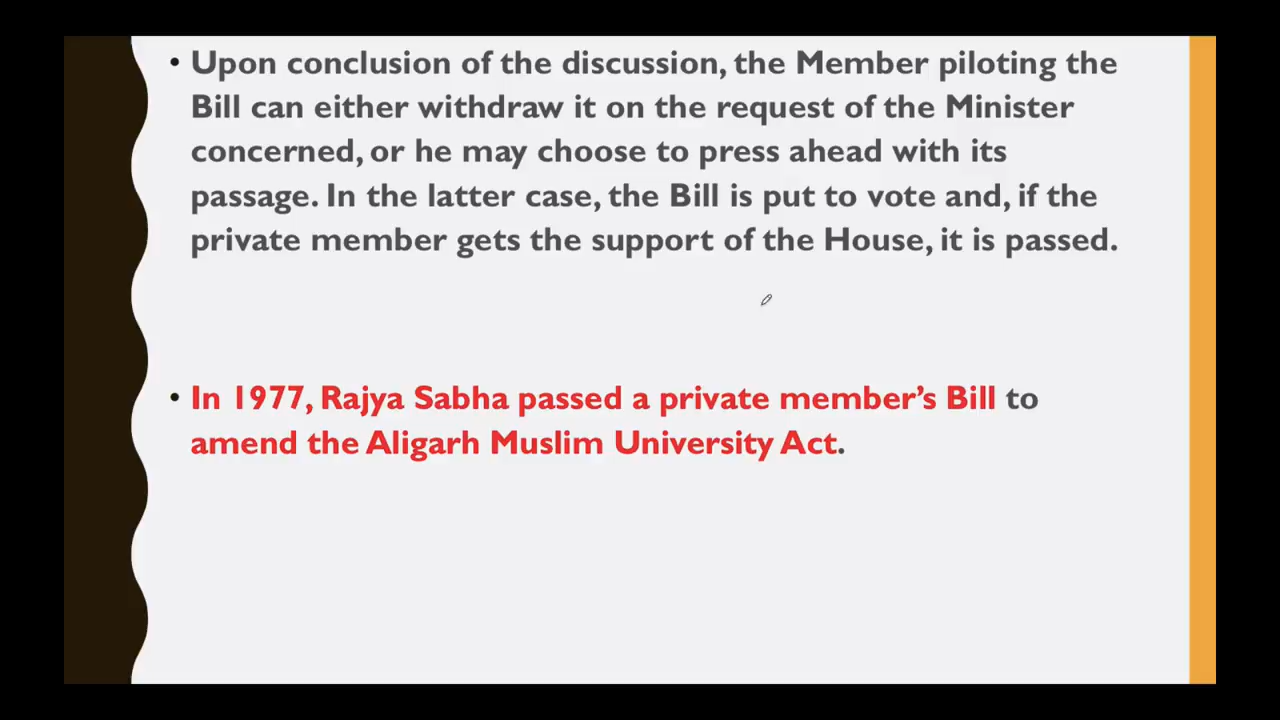 • Upon conclusion of the discussion, the Member piloting the
Bill can either withdraw it on the request of the Minister
concerned, or he may choose to press ahead with its
passage. In the latter case, the Bill is put to vote and, if the
private member gets the support of the House, it is passed.
• In 1977, Rajya Sabha passed a private member’s Bill to
amend the Aligarh Muslim University Act.